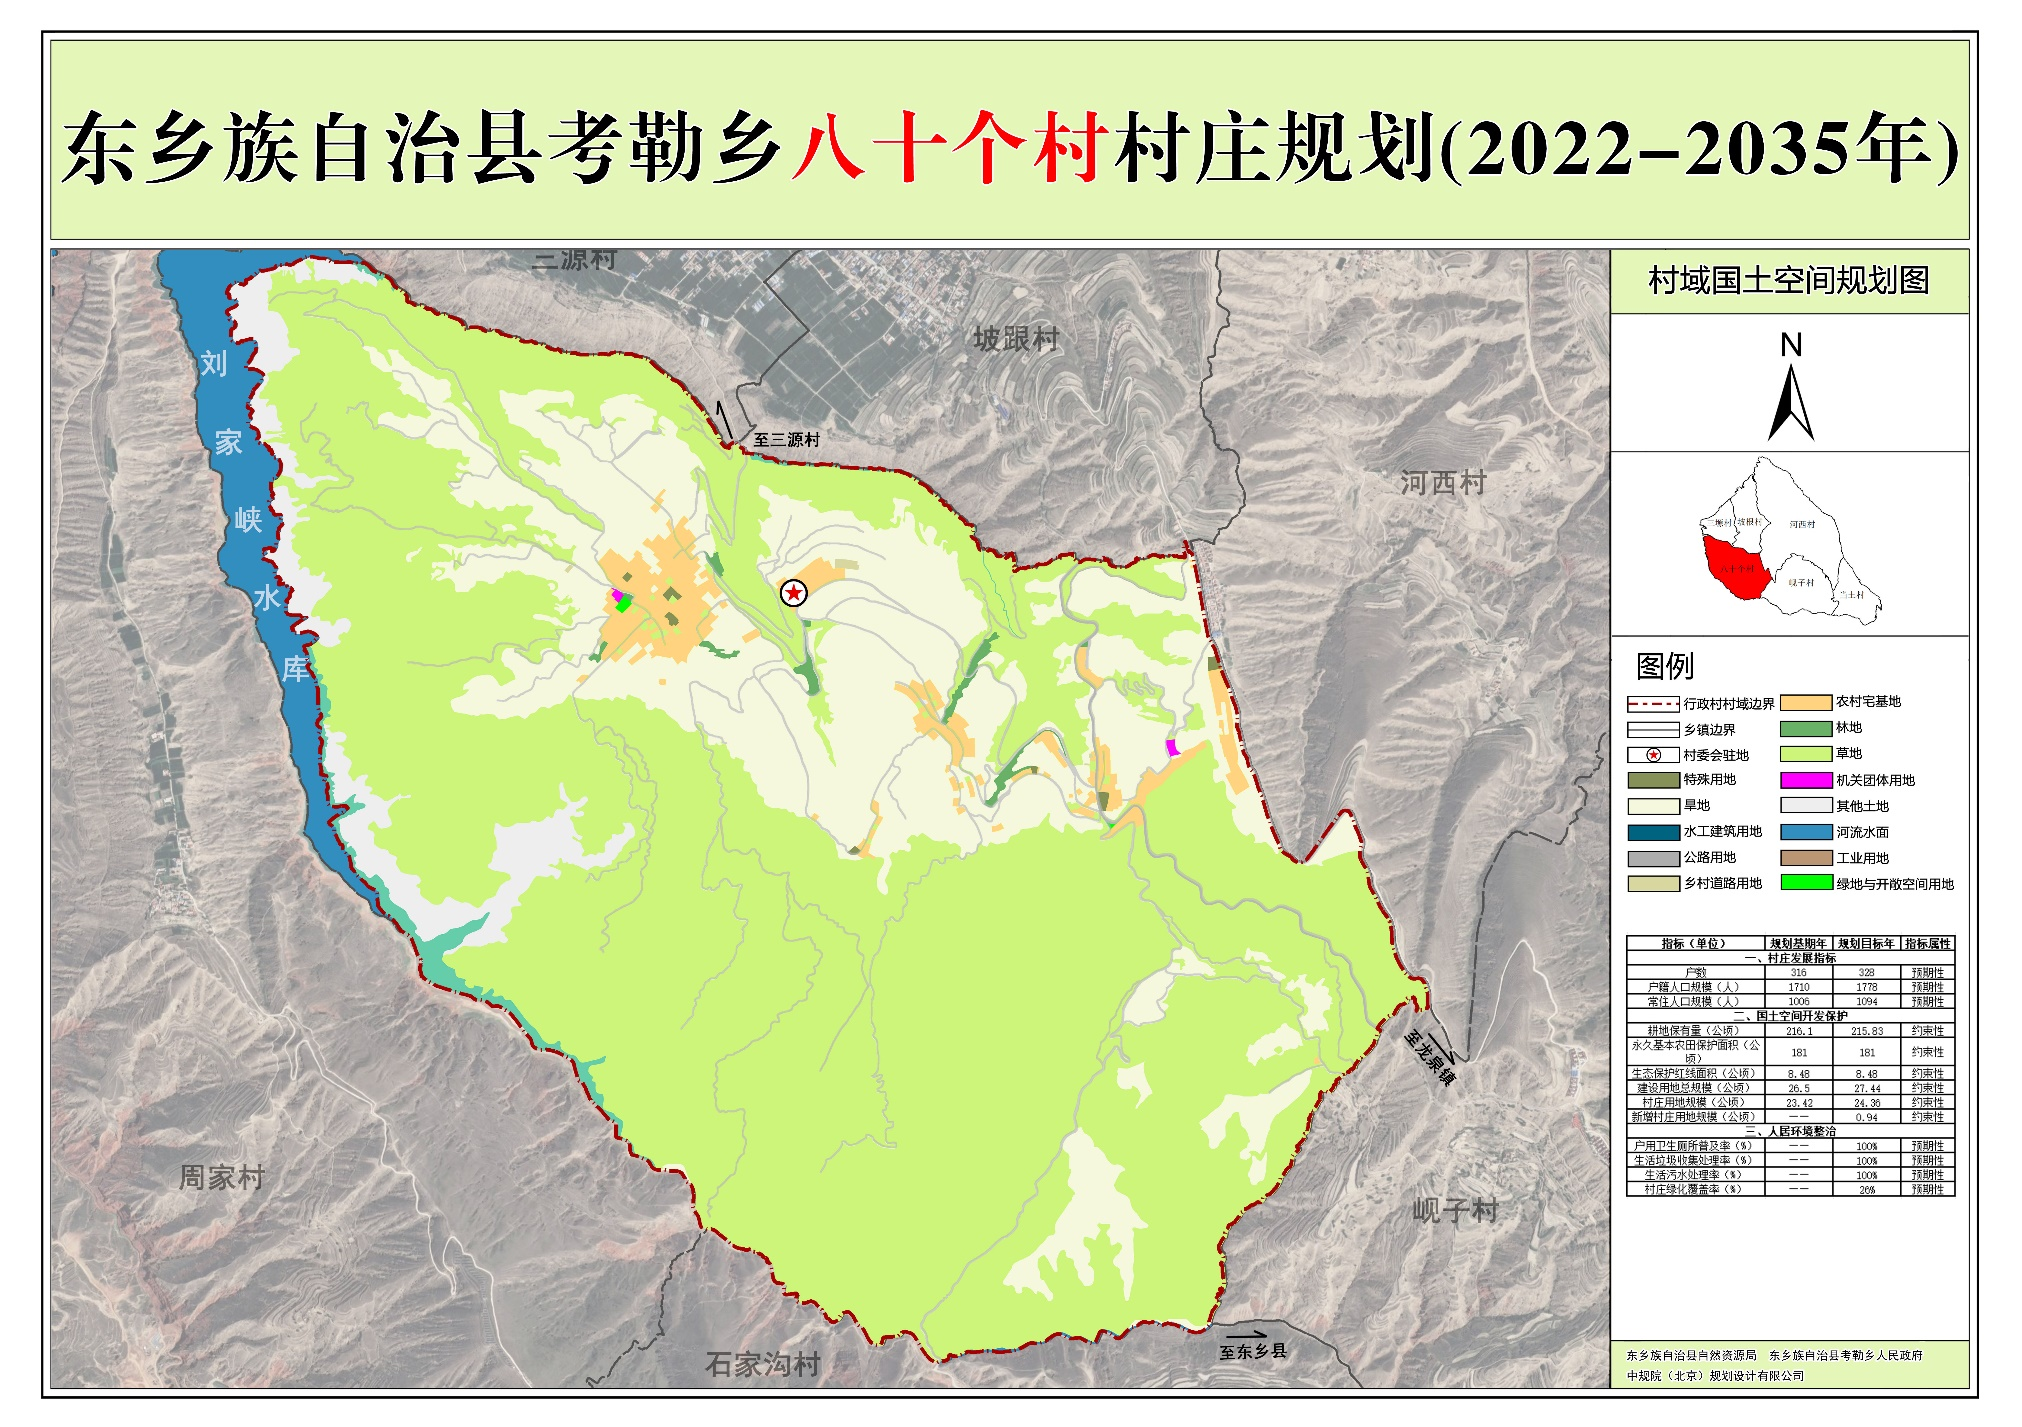 东乡族自治县考勒乡八十个村村庄规划(2022-2035年)
三源村
坡跟村
至三源村
河西村
刘
家
峡
水
库
周家村
岘子村
石家沟村
至龙泉镇
至东乡县
村域国土空间规划图
N
三塬村
坡根村
河西村
八十个村
岘子村
当土村
图例
行政村村域边界 农村宅基地
乡镇边界 林地
村委会驻地 草地
特殊用地 机关团体用地
旱地 其他土地
水工建筑用地 河流水面
公路用地 工业用地
乡村道路用地 绿地与开敞空间用地
指标（单位） 规划基期年 规划目标年 指标属性
一、村庄发展指标
户数 316 328 预期性
户籍人口规模（人） 1710 1778 预期性
常住人口规模（人） 1006 1094 预期性
二、国土空间开发保护
耕地保有量（公顷） 216.1 215.83 约束性
永久基本农田保护面积（公顷） 181 181 约束性
生态保护红线面积（公顷） 8.48 8.48 约束性
建设用地总规模（公顷） 26.5 27.44 约束性
村庄用地规模（公顷） 23.42 24.36 约束性
新增村庄用地规模（公顷） —— 0.94 约束性
三、人居环境整治
户用卫生厕所普及率（%） —— 100% 预期性
生活垃圾收集处理率（%） —— 100% 预期性
生活污水处理率（%） —— 100% 预期性
村庄绿化覆盖率（%） —— 26% 预期性
东乡族自治县自然资源局 东乡族自治县考勒乡人民政府
中规院（北京）规划设计有限公司